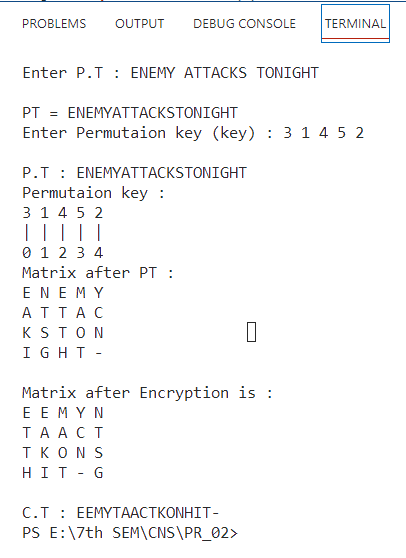 PROBLEMS OUTPUT DEBUG CONSOLE TERMINAL
Enter P.T : ENEMY ATTACKS TONIGHT
PT = ENEMYATTACKSTONIGHT
Enter Permutaion key (key) : 3 1 4 5 2
P.T : ENEMYATTACKSTONIGHT
Permutaion key :
3 1 4 5 2
| | | | |
0 1 2 3 4
Matrix after PT :
E N E M Y
A T T A C
K S T O N
I G H T -
Matrix after Encryption is :
E E M Y N
T A A C T
T K O N S
H I T - G
C.T : EEMYTAACTKONHIT-
PS E:\7th SEM\CNS\PR_02>